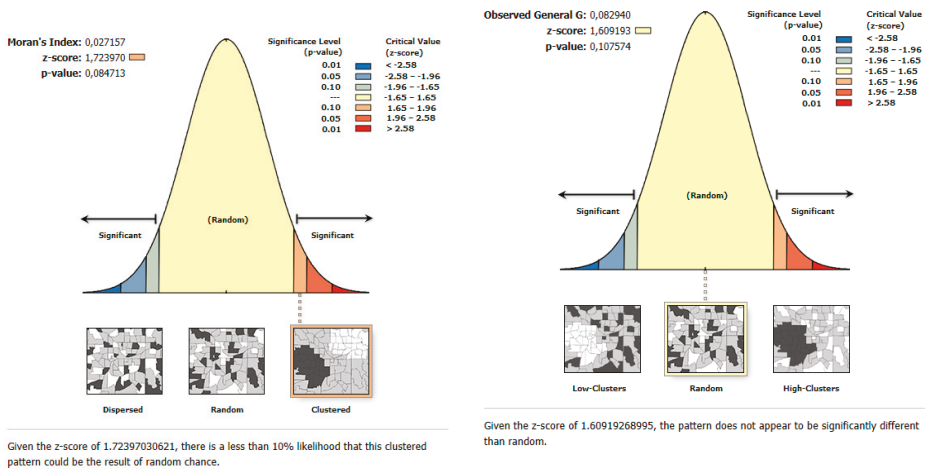 Moran's Index: 0,027157
z-score: 1,723970
p-value: 0,084713
Significance Level
(p-value)
Critical Value
(z-score)
0.01 < -2.58
0.05 -2.58 – -1.96
0.10 -1.96 – -1.65
--- -1.65 – 1.65
0.10 1.65 – 1.96
0.05 1.96 – 2.58
0.01 > 2.58
(Random)
Significant
Significant
Dispersed
Random
Clustered
Given the z-score of 1.72397030621, there is a less than 10% likelihood that this clustered
pattern could be the result of random chance.
Observed General G: 0,082940
z-score: 1,609193
p-value: 0,107574
Significance Level
(p-value)
Critical Value
(z-score)
0.01 < -2.58
0.05 -2.58 – -1.96
0.10 -1.96 – -1.65
--- -1.65 – 1.65
0.10 1.65 – 1.96
0.05 1.96 – 2.58
0.01 > 2.58
(Random)
Significant
Significant
Low-Clusters
Random
High-Clusters
Given the z-score of 1.60919268995, the pattern does not appear to be significantly different
than random.